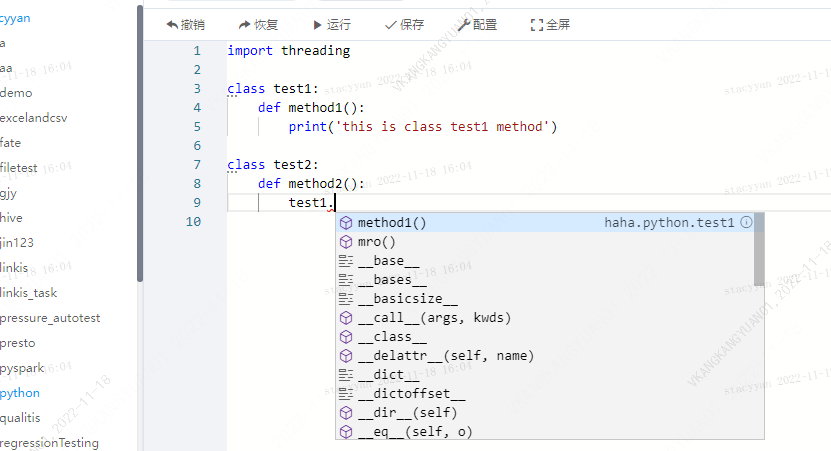 cyyan
a
aa
demo
excelandcsv
fate
filetest
gjy
hive
jin123
linkis
linkis_task
pressure_autotest
presto
pyspark
python
qualitis
regressionTesting
撤销 恢复 运行 保存 配置 全屏
1 import threading
2
3 class test1:
4 def method1():
5 print('this is class test1 method')
6
7 class test2:
8 def method2():
9 test1.
10
method1() haha.python.test1
mro()
__base__
__bases__
__basicsize__
__call__(args, kwds)
__class__
__delattr__(self, name)
__dict__
__dictoffset__
__dir__(self)
__eq__(self, o)
stacyyan 2022-11-18 16:04
VKANGKANGYUAN01, 2022-11-18